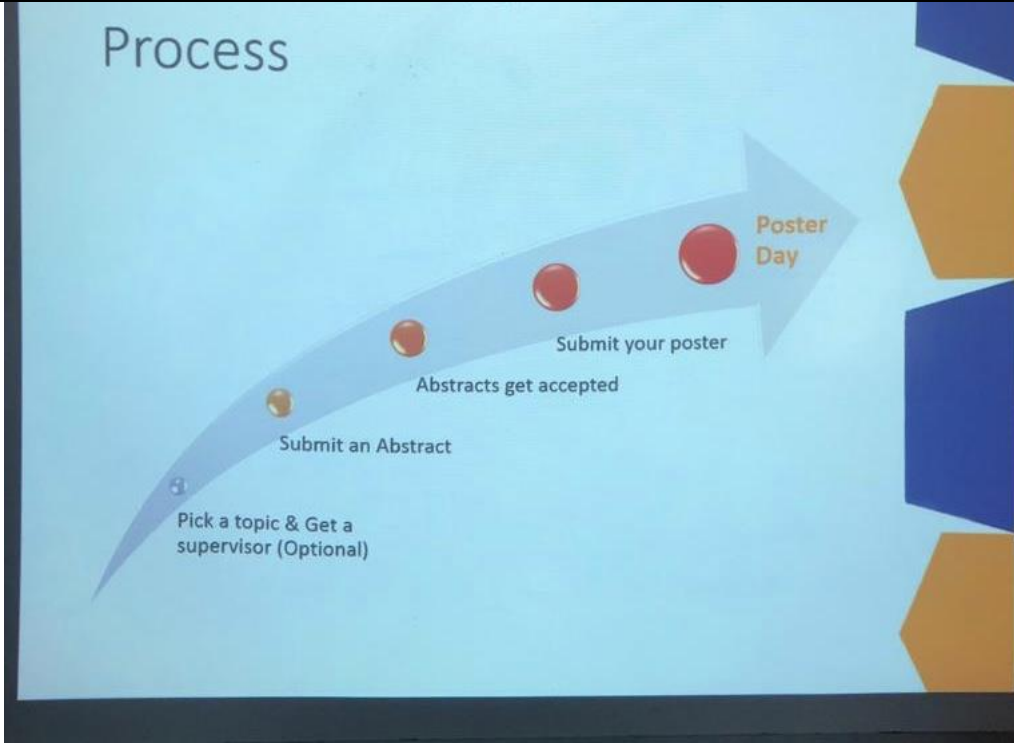 Process
Poster
Day
Submit your poster
Abstracts get accepted
Submit an Abstract
Pick a topic & Get a
supervisor (Optional)